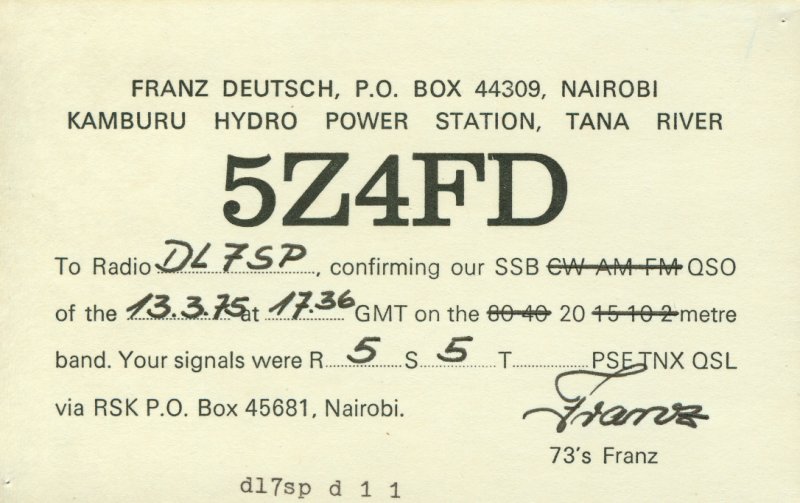 FRANZ DEUTSCH, P.O. BOX 44309, NAIROBI
KAMBURU HYDRO POWER STATION, TANA RIVER
5Z4FD
To Radio DL7SP, confirming our SSB CW AM FM QSO
of the 13.3.75 at 17.36 GMT on the 80 40 20 15 10 2 metre
band. Your signals were R 5 S 5 T PSE TNX QSL
via RSK P.O. Box 45681, Nairobi.
Franz
73's Franz
dl7sp d 1 1